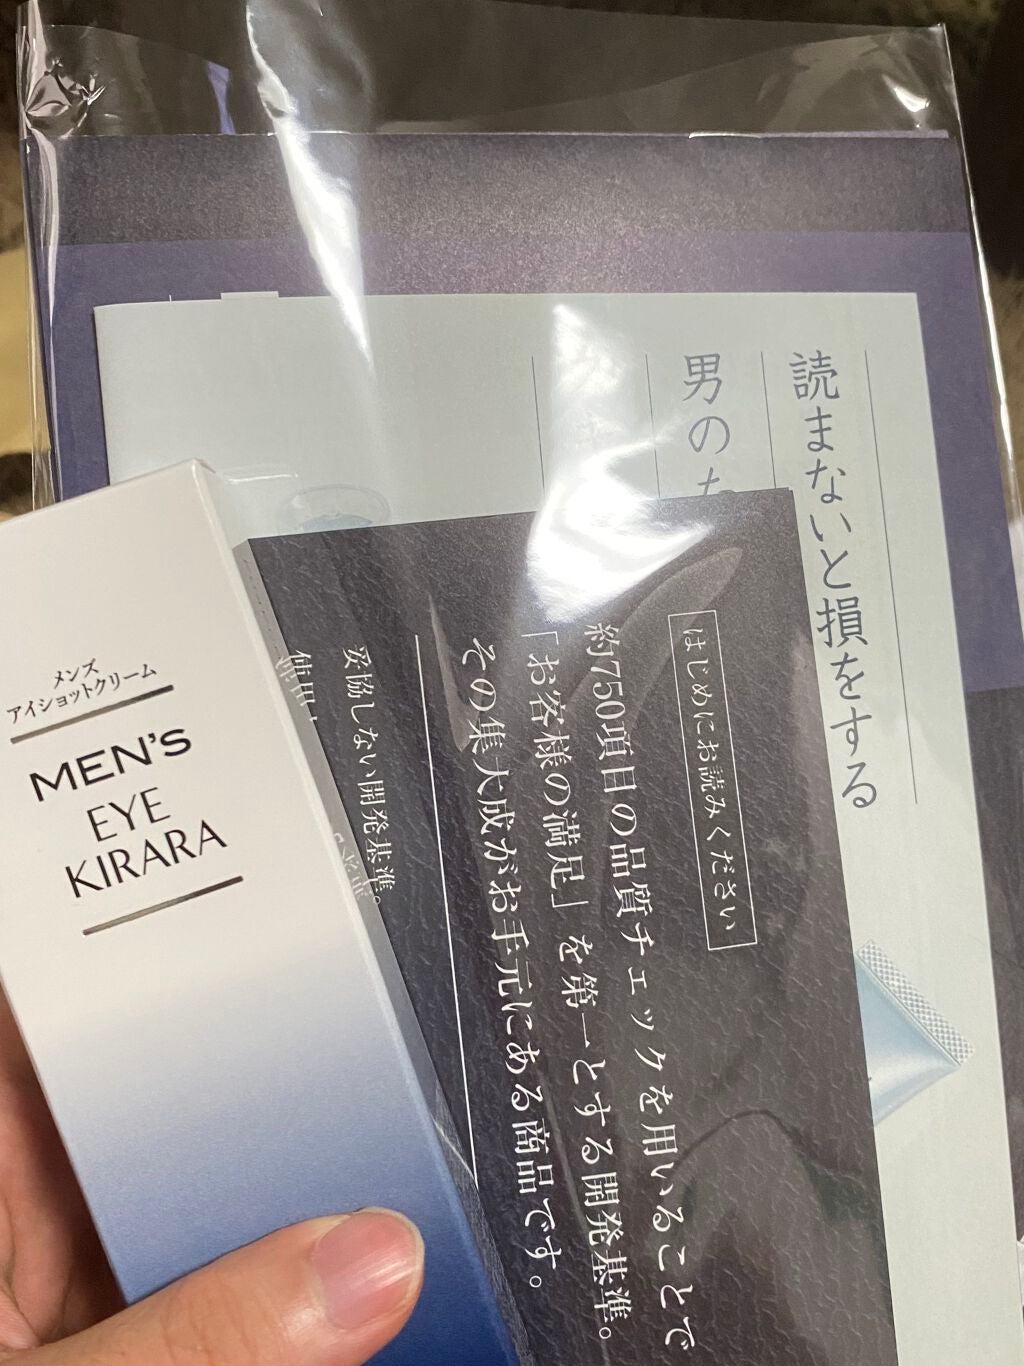 メンズ
アイショットクリーム
MEN'S
EYE
KIRARA
読まないと損をする
男の
はじめにお読みください
約750項目の品質チェックを用いることで
「お客様の満足」を第一とする開発基準。
その集大成がお手元にある商品です。
妥協しない開発基準。
使用